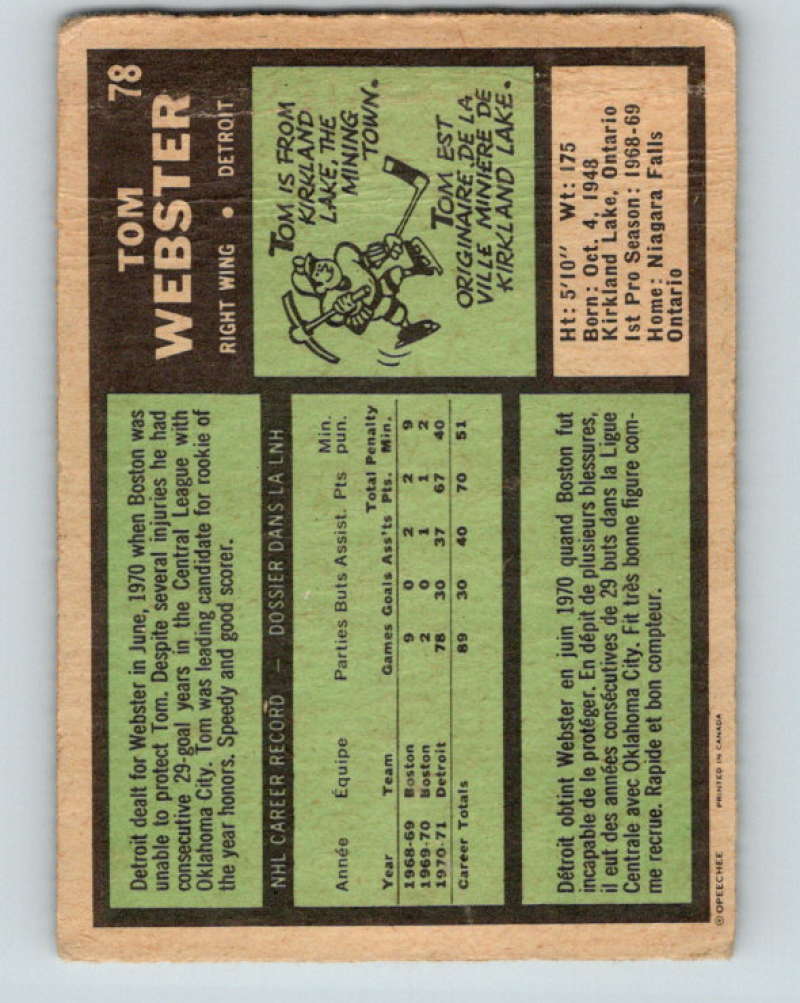 TOM 78
WEBSTER
RIGHT WING • DETROIT
Detroit dealt for Webster in June, 1970 when Boston was
unable to protect Tom. Despite several injuries he had
consecutive 29-goal years in the Central League with
Oklahoma City. Tom was leading candidate for rookie of
the year honors. Speedy and good scorer.
TOM IS FROM
KIRKLAND
LAKE, THE
MINING
TOWN.
TOM EST
ORIGINAIRE DE LA
VILLE MINIÈRE DE
KIRKLAND LAKE.
NHL CAREER RECORD — DOSSIER DANS LA LNH
Année Équipe Parties Buts Assist. Pts Min. pun.
Total Penalty
Year Team Games Goals Ass'ts Pts. Min.
1968-69 Boston 9 0 2 2 9
1969-70 Boston 2 0 1 1 2
1970-71 Detroit 78 30 37 67 40
Career Totals 89 30 40 70 51
Ht: 5'10" Wt: 175
Born: Oct. 4, 1948
Kirkland Lake, Ontario
1st Pro Season: 1968-69
Home: Niagara Falls
Ontario
Détroit obtint Webster en juin 1970 quand Boston fut
incapable de le protéger. En dépit de plusieurs blessures,
il eut des années consécutives de 29 buts dans la Ligue
Centrale avec Oklahoma City. Fit très bonne figure com-
me recrue. Rapide et bon compteur.
© OPEECHEE PRINTED IN CANADA